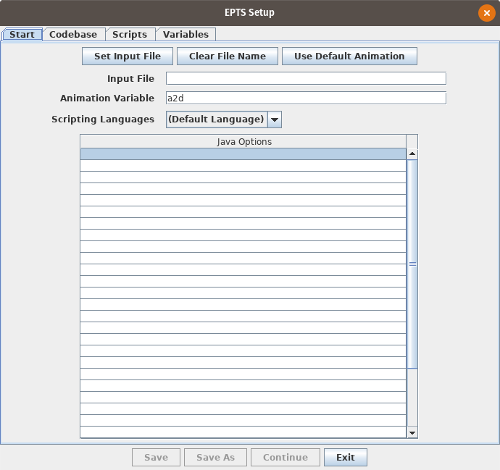 EPTS Setup
Start Codebase Scripts Variables
Set Input File Clear File Name Use Default Animation
Input File
Animation Variable a2d
Scripting Languages (Default Language)
Java Options
Save Save As Continue Exit